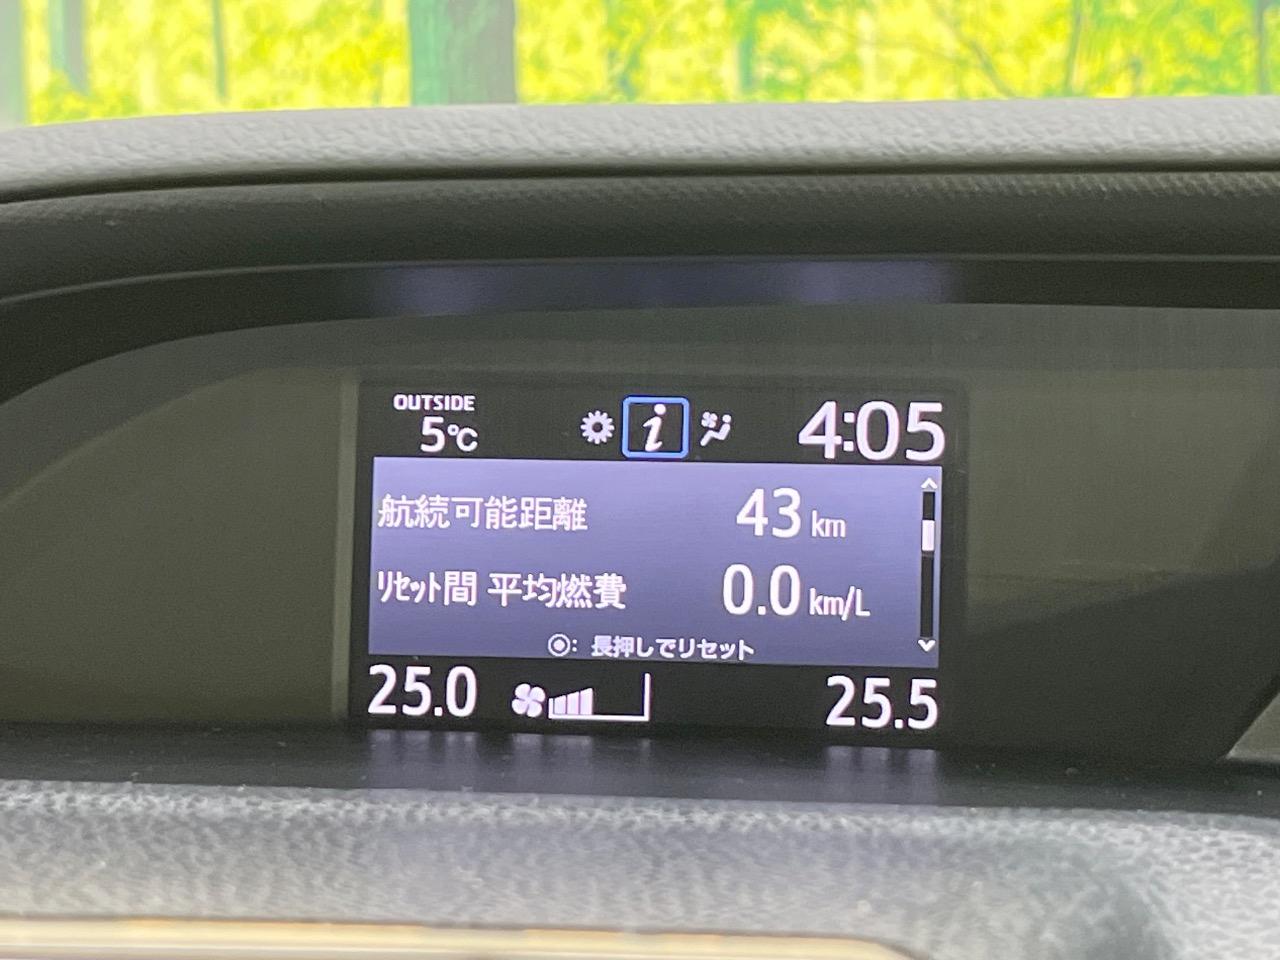 OUTSIDE
5℃
i
4:05
航続可能距離 43 km
リセット間 平均燃費 0.0 km/L
◎: 長押しでリセット
25.0
25.5